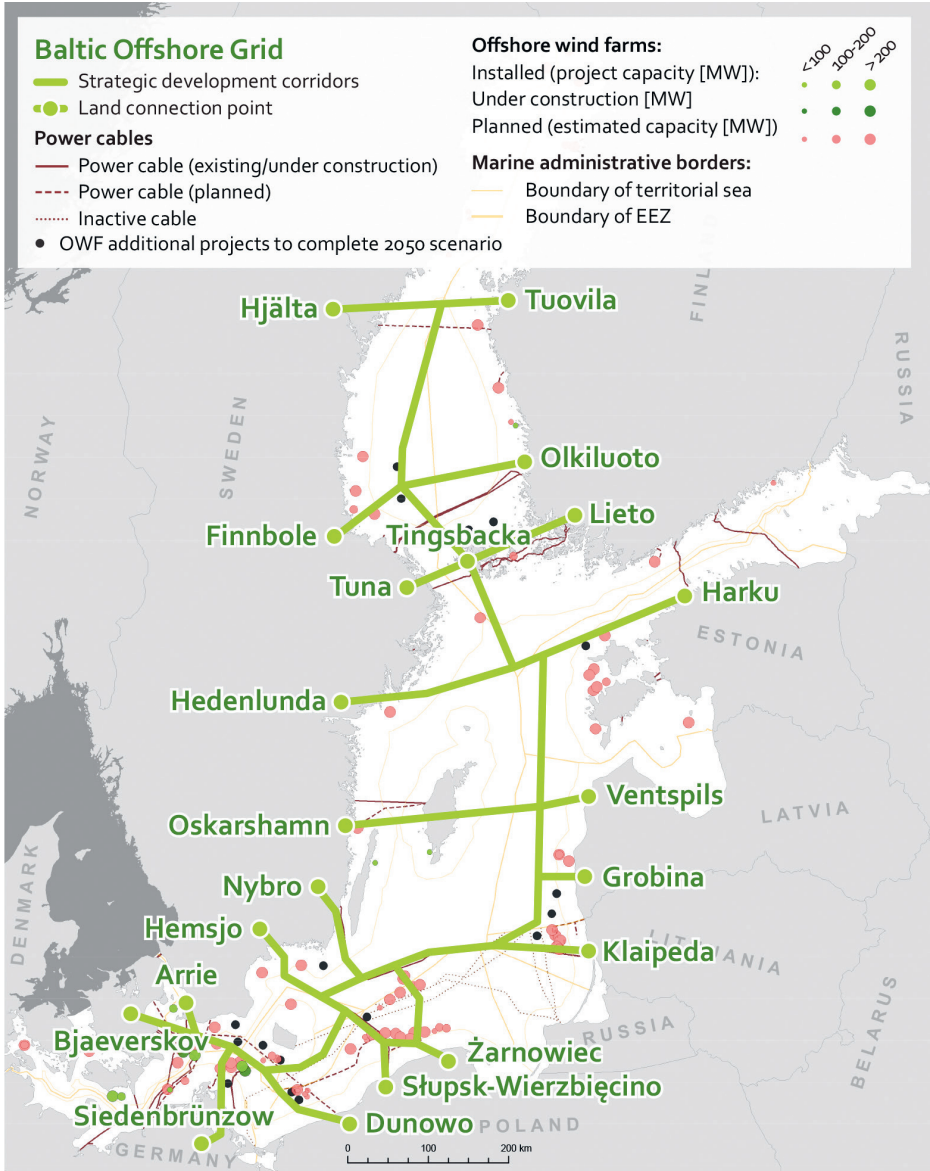 Baltic Offshore Grid
Strategic development corridors
Land connection point
Power cables
Power cable (existing/under construction)
Power cable (planned)
Inactive cable
OWF additional projects to complete 2050 scenario
Offshore wind farms:
<100
100-200
> 200
Installed (project capacity [MW]):
Under construction [MW]
Planned (estimated capacity [MW])
Marine administrative borders:
Boundary of territorial sea
Boundary of EEZ
FINLAND
Hjälta
Tuovila
RUSSIA
NORWAY
SWEDEN
Olkiluoto
Lieto
Finnbole
Tingsbacka
Tuna
Harku
ESTONIA
Hedenlunda
Ventspils
LATVIA
Oskarshamn
DENMARK
Nybro
Grobina
Hemsjo
Klaipeda
LITHUANIA
Arrie
BELARUS
RUSSIA
Bjaeverskov
Żarnowiec
Słupsk-Wierzbięcino
Siedenbrünzow
Dunowo
POLAND
GERMANY
0 100 200 km